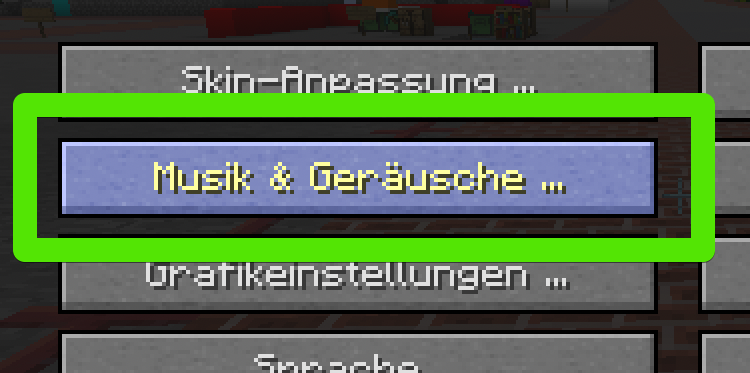 Skin-Anpassung ...
Musik & Geräusche ...
Grafikeinstellungen ...
Sprache